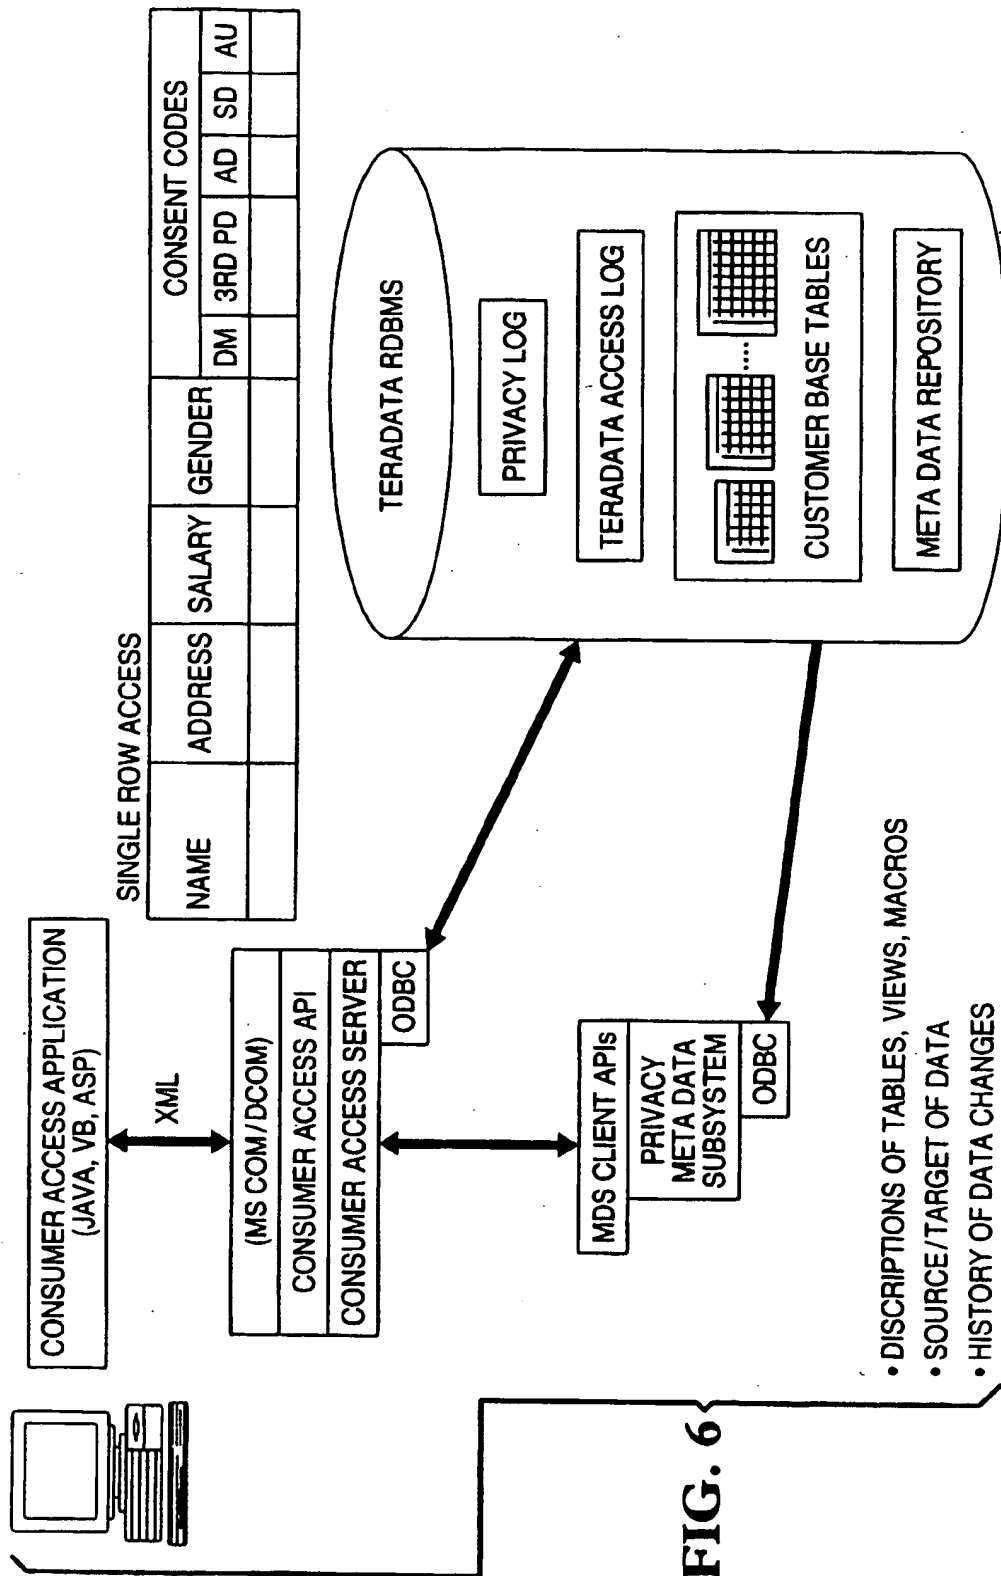 CONSUMER ACCESS APPLICATION
(JAVA, VB, ASP)
XML
(MS COM/DCOM)
CONSUMER ACCESS API
CONSUMER ACCESS SERVER
ODBC
MDS CLIENT APIs
PRIVACY
META DATA
SUBSYSTEM
ODBC
• DISCRIPTIONS OF TABLES, VIEWS, MACROS
• SOURCE/TARGET OF DATA
• HISTORY OF DATA CHANGES
SINGLE ROW ACCESS
NAME ADDRESS SALARY GENDER CONSENT CODES
DM 3RD PD AD SD AU
TERADATA RDBMS
PRIVACY LOG
TERADATA ACCESS LOG
CUSTOMER BASE TABLES
META DATA REPOSITORY
FIG. 6